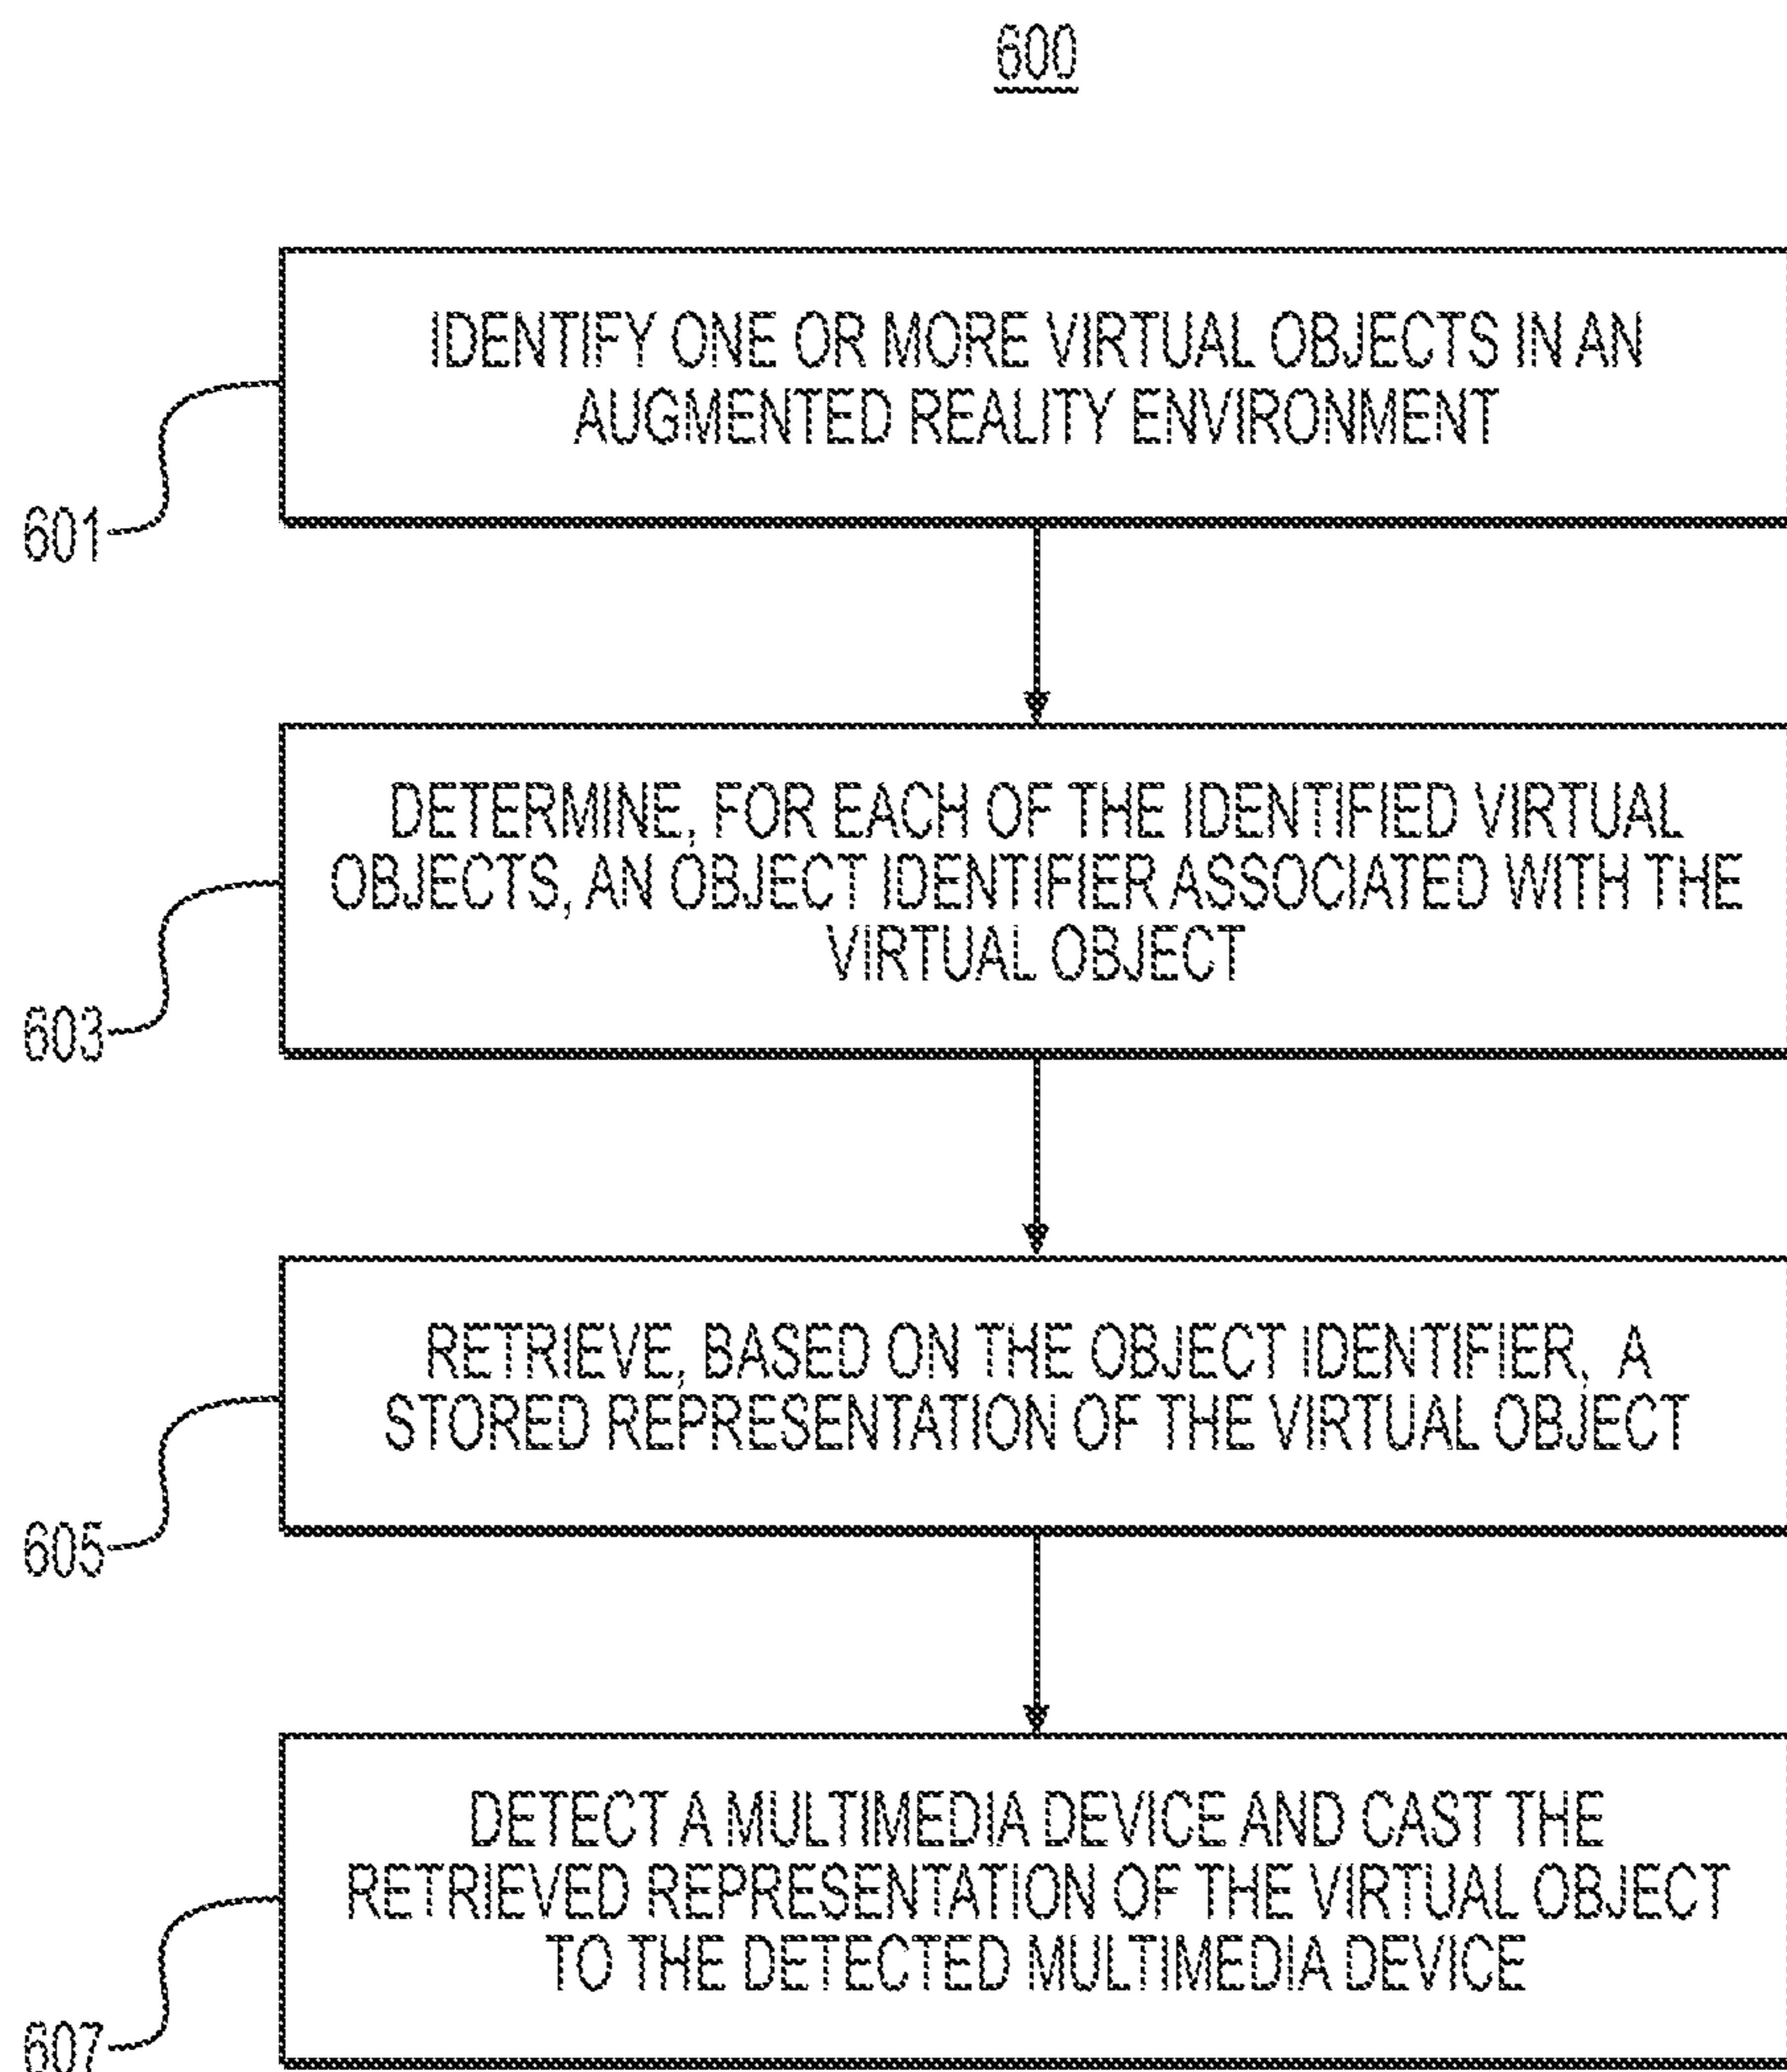 600
IDENTIFY ONE OR MORE VIRTUAL OBJECTS IN AN
AUGMENTED REALITY ENVIRONMENT
601
DETERMINE, FOR EACH OF THE IDENTIFIED VIRTUAL
OBJECTS, AN OBJECT IDENTIFIER ASSOCIATED WITH THE
VIRTUAL OBJECT
603
RETRIEVE, BASED ON THE OBJECT IDENTIFIER, A
STORED REPRESENTATION OF THE VIRTUAL OBJECT
605
DETECT A MULTIMEDIA DEVICE AND CAST THE
RETRIEVED REPRESENTATION OF THE VIRTUAL OBJECT
TO THE DETECTED MULTIMEDIA DEVICE
607